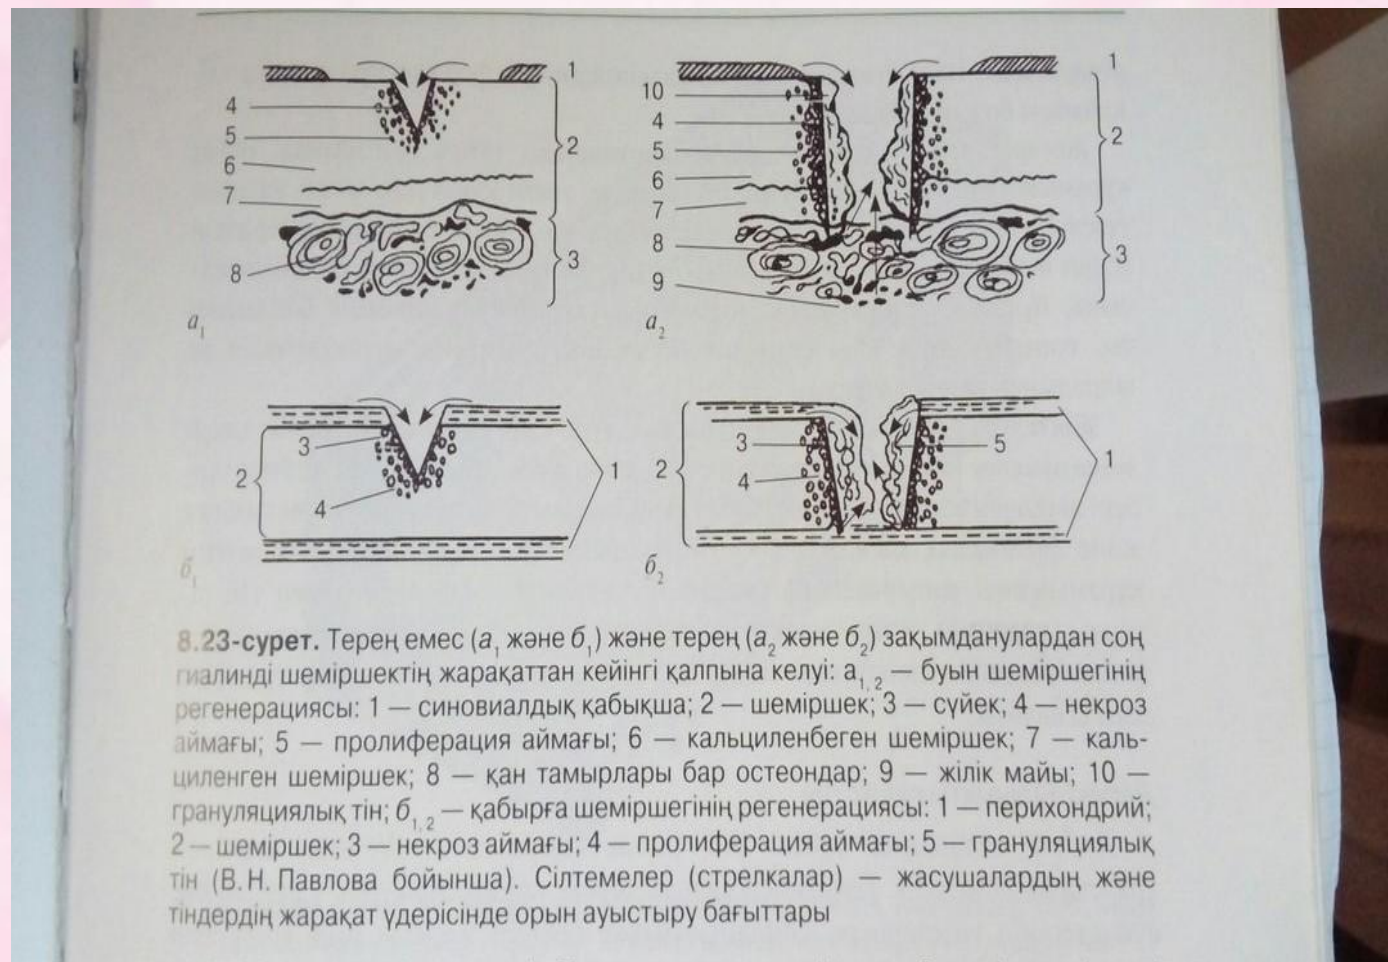 1
4
5
2
6
7
8
3
а₁
1
10
4
2
5
6
7
8
3
9
а₂
3
2
1
4
б₁
3
5
2
1
4
б₂
8.23-сурет. Терең емес (а₁ және б₁) және терең (а₂ және б₂) зақымданулардан соң
гиалинді шеміршектің жарақаттан кейінгі қалпына келуі: а₁,₂ — буын шеміршегінің
регенерациясы: 1 — синовиалдық қабықша; 2 — шеміршек; 3 — сүйек; 4 — некроз
аймағы; 5 — пролиферация аймағы; 6 — кальциленбеген шеміршек; 7 — каль-
циленген шеміршек; 8 — қан тамырлары бар остеондар; 9 — жілік майы; 10 —
грануляциялық тін; б₁,₂ — қабырға шеміршегінің регенерациясы: 1 — перихондрий;
2 — шеміршек; 3 — некроз аймағы; 4 — пролиферация аймағы; 5 — грануляциялық
тін (В. Н. Павлова бойынша). Сілтемелер (стрелкалар) — жасушалардың және
тіндердің жарақат үдерісінде орын ауыстыру бағыттары